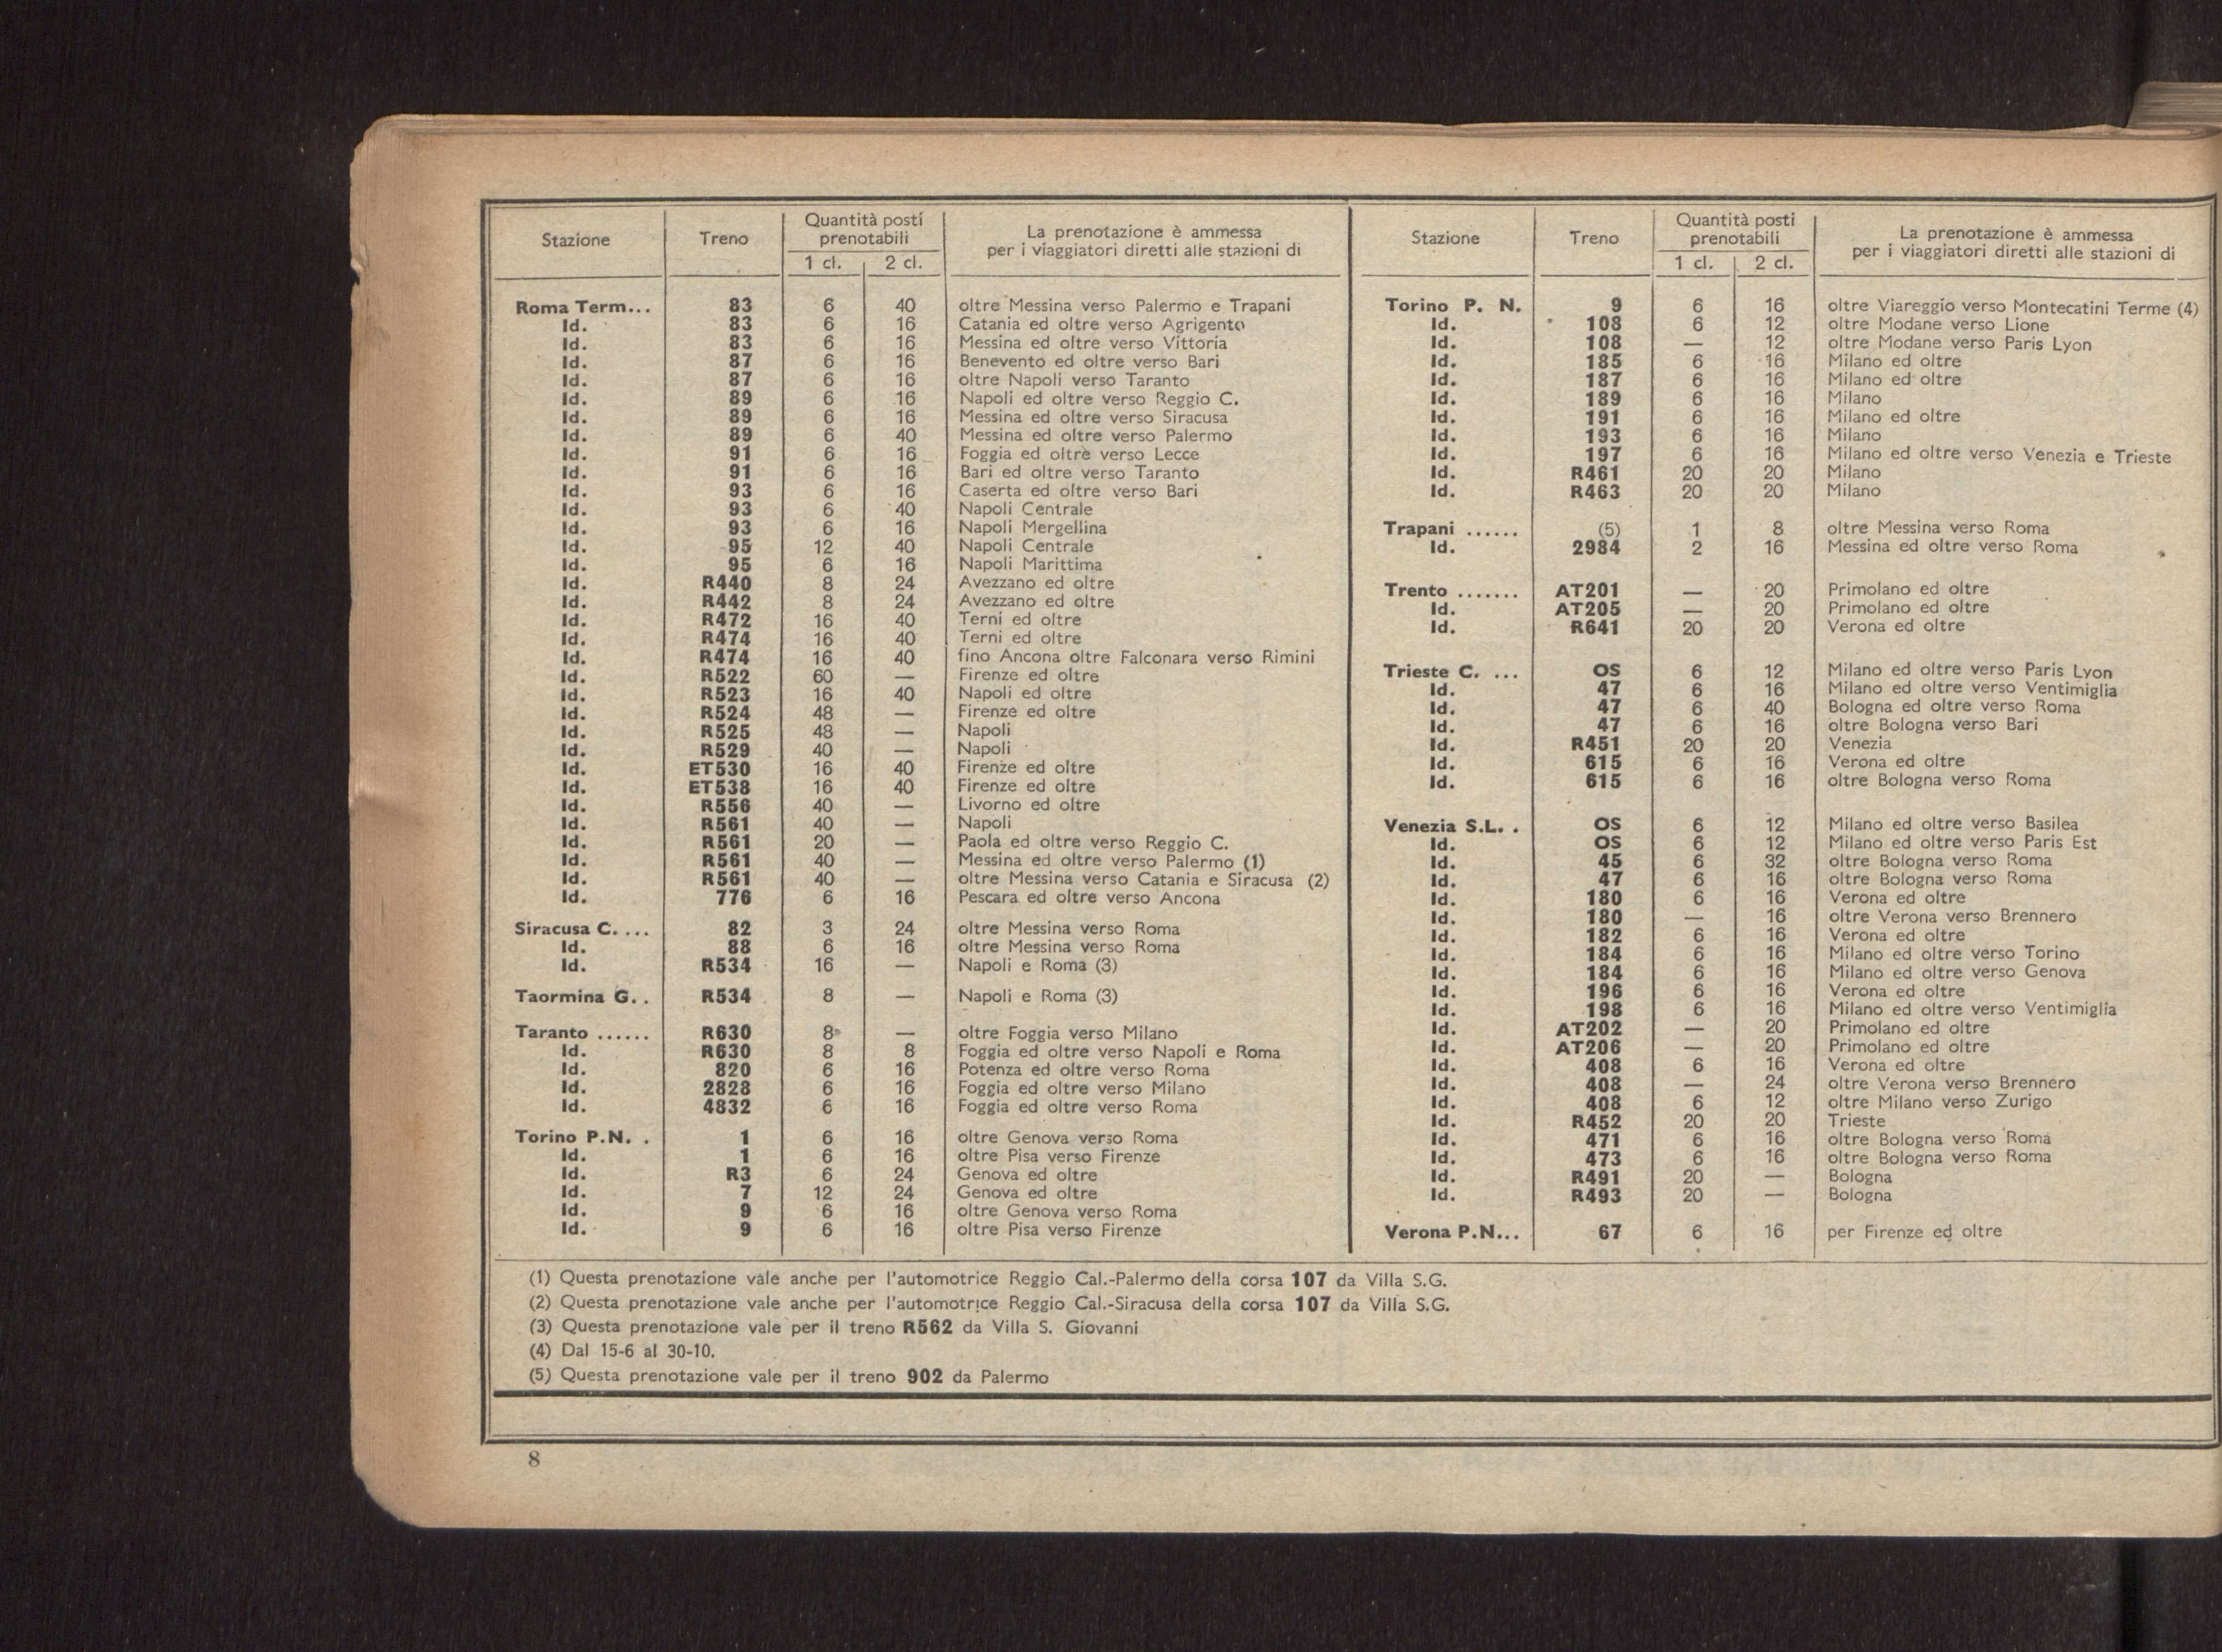 Stazione Treno Quantità posti prenotabili La prenotazione è ammessa per i viaggiatori diretti alle stazioni di
1 cl. 2 cl.
Roma Term... 83 6 40 oltre Messina verso Palermo e Trapani
Id. 83 6 16 Catania ed oltre verso Agrigento
Id. 83 6 16 Messina ed oltre verso Vittoria
Id. 87 6 16 Benevento ed oltre verso Bari
Id. 87 6 16 oltre Napoli verso Taranto
Id. 89 6 16 Napoli ed oltre verso Reggio C.
Id. 89 6 16 Messina ed oltre verso Siracusa
Id. 89 6 40 Messina ed oltre verso Palermo
Id. 91 6 16 Foggia ed oltre verso Lecce
Id. 91 6 16 Bari ed oltre verso Taranto
Id. 93 6 16 Caserta ed oltre verso Bari
Id. 93 6 40 Napoli Centrale
Id. 93 6 16 Napoli Mergellina
Id. 95 12 40 Napoli Centrale
Id. 95 6 16 Napoli Marittima
Id. R440 8 24 Avezzano ed oltre
Id. R442 8 24 Avezzano ed oltre
Id. R472 16 40 Terni ed oltre
Id. R474 16 40 Terni ed oltre
Id. R474 16 40 fino Ancona oltre Falconara verso Rimini
Id. R522 60 — Firenze ed oltre
Id. R523 16 40 Napoli ed oltre
Id. R524 48 — Firenze ed oltre
Id. R525 48 — Napoli
Id. R529 40 — Napoli
Id. ET530 16 40 Firenze ed oltre
Id. ET538 16 40 Firenze ed oltre
Id. R556 40 — Livorno ed oltre
Id. R561 40 — Napoli
Id. R561 20 — Paola ed oltre verso Reggio C.
Id. R561 40 — Messina ed oltre verso Palermo (1)
Id. R561 40 — oltre Messina verso Catania e Siracusa (2)
Id. 776 6 16 Pescara ed oltre verso Ancona
Siracusa C. ... 82 3 24 oltre Messina verso Roma
Id. 88 6 16 oltre Messina verso Roma
Id. R534 16 — Napoli e Roma (3)
Taormina G. . R534 8 — Napoli e Roma (3)
Taranto ...... R630 8 — oltre Foggia verso Milano
Id. R630 8 8 Foggia ed oltre verso Napoli e Roma
Id. 820 6 16 Potenza ed oltre verso Roma
Id. 2828 6 16 Foggia ed oltre verso Milano
Id. 4832 6 16 Foggia ed oltre verso Roma
Torino P.N. . 1 6 16 oltre Genova verso Roma
Id. 1 6 16 oltre Pisa verso Firenze
Id. R3 6 24 Genova ed oltre
Id. 7 12 24 Genova ed oltre
Id. 9 6 16 oltre Genova verso Roma
Id. 9 6 16 oltre Pisa verso Firenze
Stazione Treno Quantità posti prenotabili La prenotazione è ammessa per i viaggiatori diretti alle stazioni di
1 cl. 2 cl.
Torino P. N. 9 6 16 oltre Viareggio verso Montecatini Terme (4)
Id. 108 6 12 oltre Modane verso Lione
Id. 108 — 12 oltre Modane verso Paris Lyon
Id. 185 6 16 Milano ed oltre
Id. 187 6 16 Milano ed oltre
Id. 189 6 16 Milano
Id. 191 6 16 Milano ed oltre
Id. 193 6 16 Milano
Id. 197 6 16 Milano ed oltre verso Venezia e Trieste
Id. R461 20 20 Milano
Id. R463 20 20 Milano
Trapani ...... (5) 1 8 oltre Messina verso Roma
Id. 2984 2 16 Messina ed oltre verso Roma
Trento ....... AT201 — 20 Primolano ed oltre
Id. AT205 — 20 Primolano ed oltre
Id. R641 20 20 Verona ed oltre
Trieste C. ... OS 6 12 Milano ed oltre verso Paris Lyon
Id. 47 6 16 Milano ed oltre verso Ventimiglia
Id. 47 6 40 Bologna ed oltre verso Roma
Id. 47 6 16 oltre Bologna verso Bari
Id. R451 20 20 Venezia
Id. 615 6 16 Verona ed oltre
Id. 615 6 16 oltre Bologna verso Roma
Venezia S.L. . OS 6 12 Milano ed oltre verso Basilea
Id. OS 6 12 Milano ed oltre verso Paris Est
Id. 45 6 32 oltre Bologna verso Roma
Id. 47 6 16 oltre Bologna verso Roma
Id. 180 6 16 Verona ed oltre
Id. 180 — 16 oltre Verona verso Brennero
Id. 182 6 16 Verona ed oltre
Id. 184 6 16 Milano ed oltre verso Torino
Id. 184 6 16 Milano ed oltre verso Genova
Id. 196 6 16 Verona ed oltre
Id. 198 6 16 Milano ed oltre verso Ventimiglia
Id. AT202 — 20 Primolano ed oltre
Id. AT206 — 20 Primolano ed oltre
Id. 408 6 16 Verona ed oltre
Id. 408 — 24 oltre Verona verso Brennero
Id. 408 6 12 oltre Milano verso Zurigo
Id. R452 20 20 Trieste
Id. 471 6 16 oltre Bologna verso Roma
Id. 473 6 16 oltre Bologna verso Roma
Id. R491 20 — Bologna
Id. R493 20 — Bologna
Verona P.N... 67 6 16 per Firenze ed oltre
(1) Questa prenotazione vale anche per l'automotrice Reggio Cal.-Palermo della corsa 107 da Villa S.G.
(2) Questa prenotazione vale anche per l'automotrice Reggio Cal.-Siracusa della corsa 107 da Villa S.G.
(3) Questa prenotazione vale per il treno R562 da Villa S. Giovanni
(4) Dal 15-6 al 30-10.
(5) Questa prenotazione vale per il treno 902 da Palermo
8